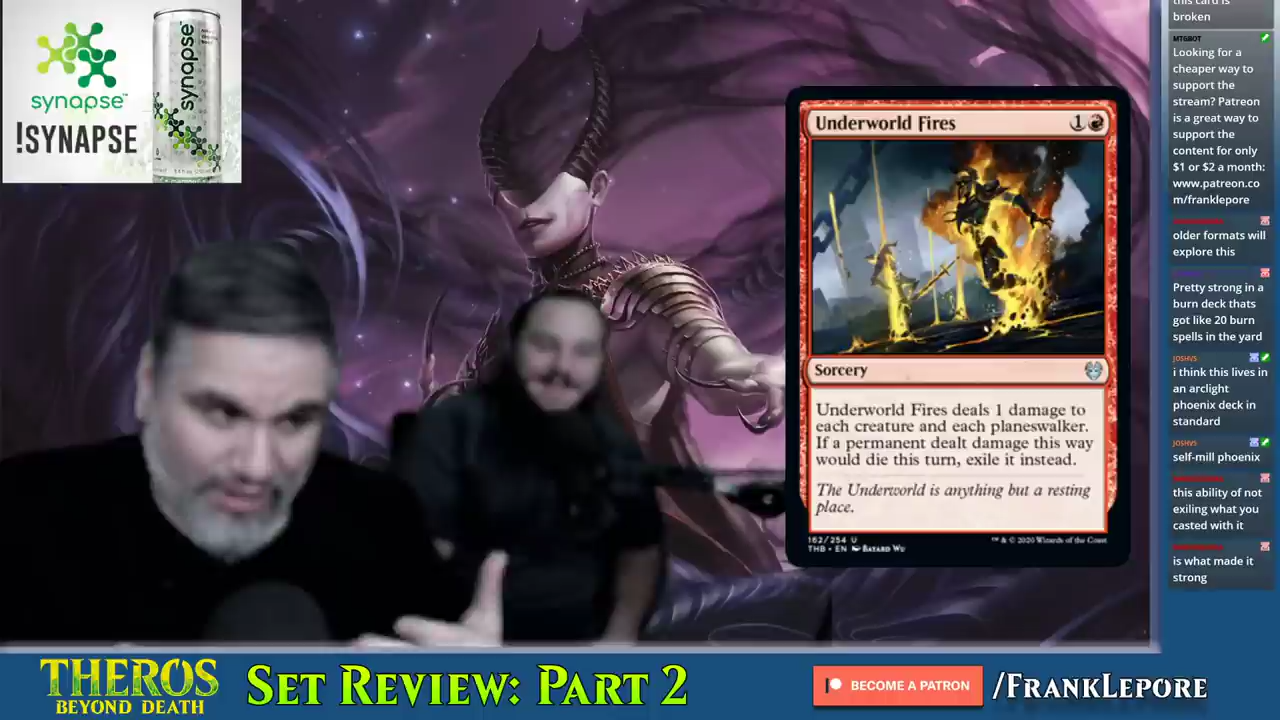 synapse™
!SYNAPSE
synapse
Underworld Fires
1
Sorcery
Underworld Fires deals 1 damage to
each creature and each planeswalker.
If a permanent dealt damage this way
would die this turn, exile it instead.
The Underworld is anything but a resting
place.
162/254 U
THB • EN BAYARD WU
™ & © 2020 Wizards of the Coast
this card is
broken
MTGBOT
Looking for a
cheaper way to
support the
stream? Patreon
is a great way to
support the
content for only
$1 or $2 a month:
www.patreon.co
m/franklepore
older formats will
explore this
Pretty strong in a
burn deck thats
got like 20 burn
spells in the yard
JOSHVS
i think this lives in
an arclight
phoenix deck in
standard
JOSHVS
self-mill phoenix
this ability of not
exiling what you
casted with it
is what made it
strong
THEROS
BEYOND DEATH
SET REVIEW: PART 2
BECOME A PATRON
/FRANKLEPORE